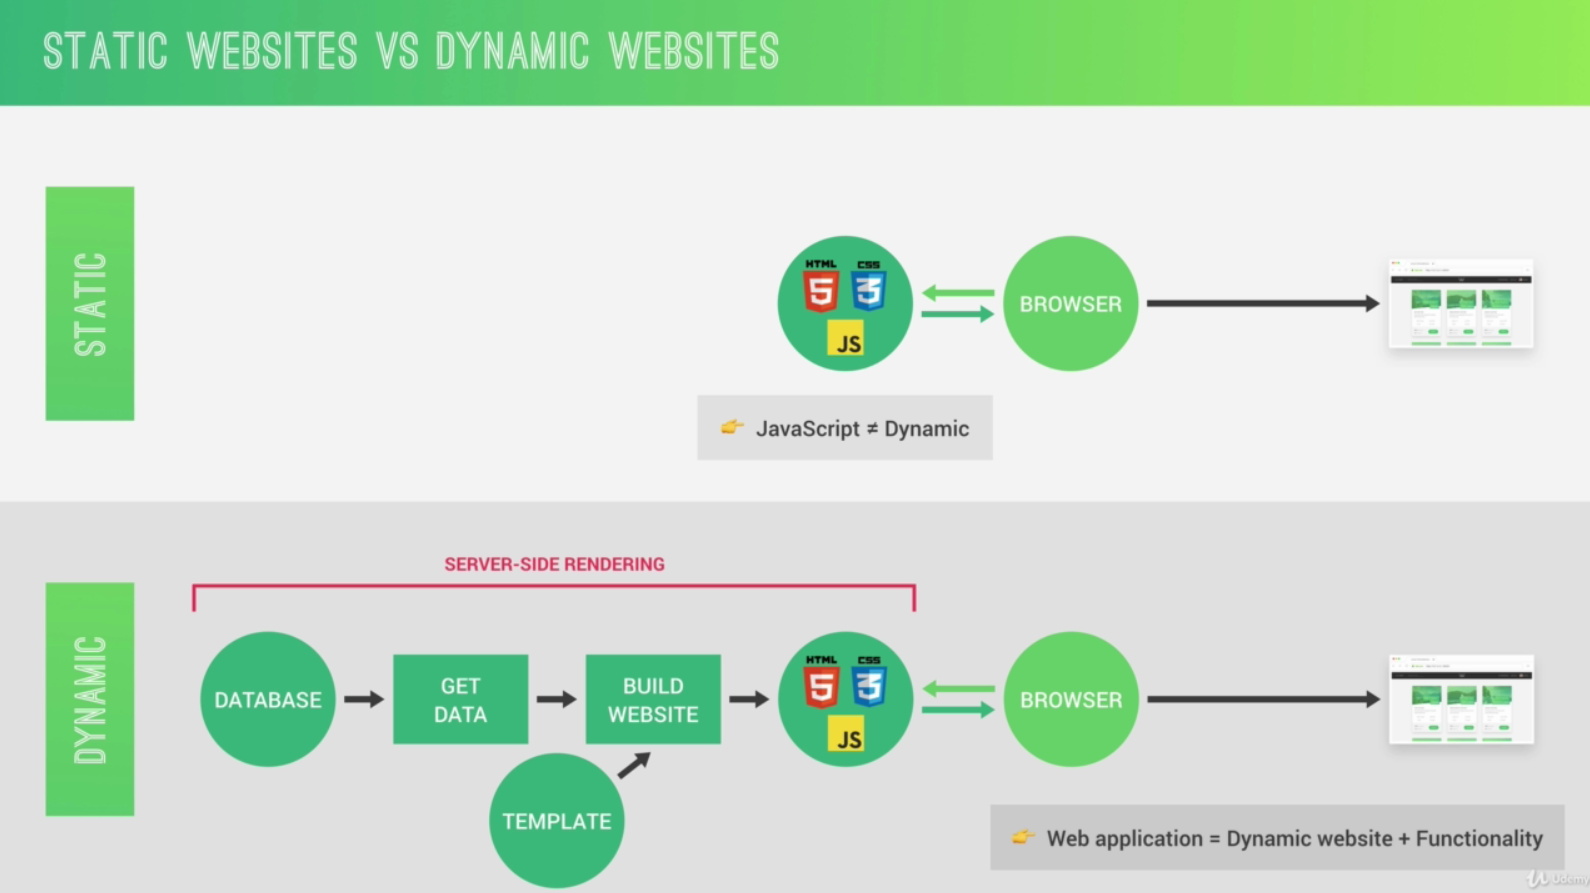 STATIC WEBSITES VS DYNAMIC WEBSITES
STATIC
HTML
CSS
5
3
JS
BROWSER
👉 JavaScript ≠ Dynamic
SERVER-SIDE RENDERING
DYNAMIC
DATABASE
GET
DATA
BUILD
WEBSITE
TEMPLATE
HTML
CSS
5
3
JS
BROWSER
👉 Web application = Dynamic website + Functionality
Udemy